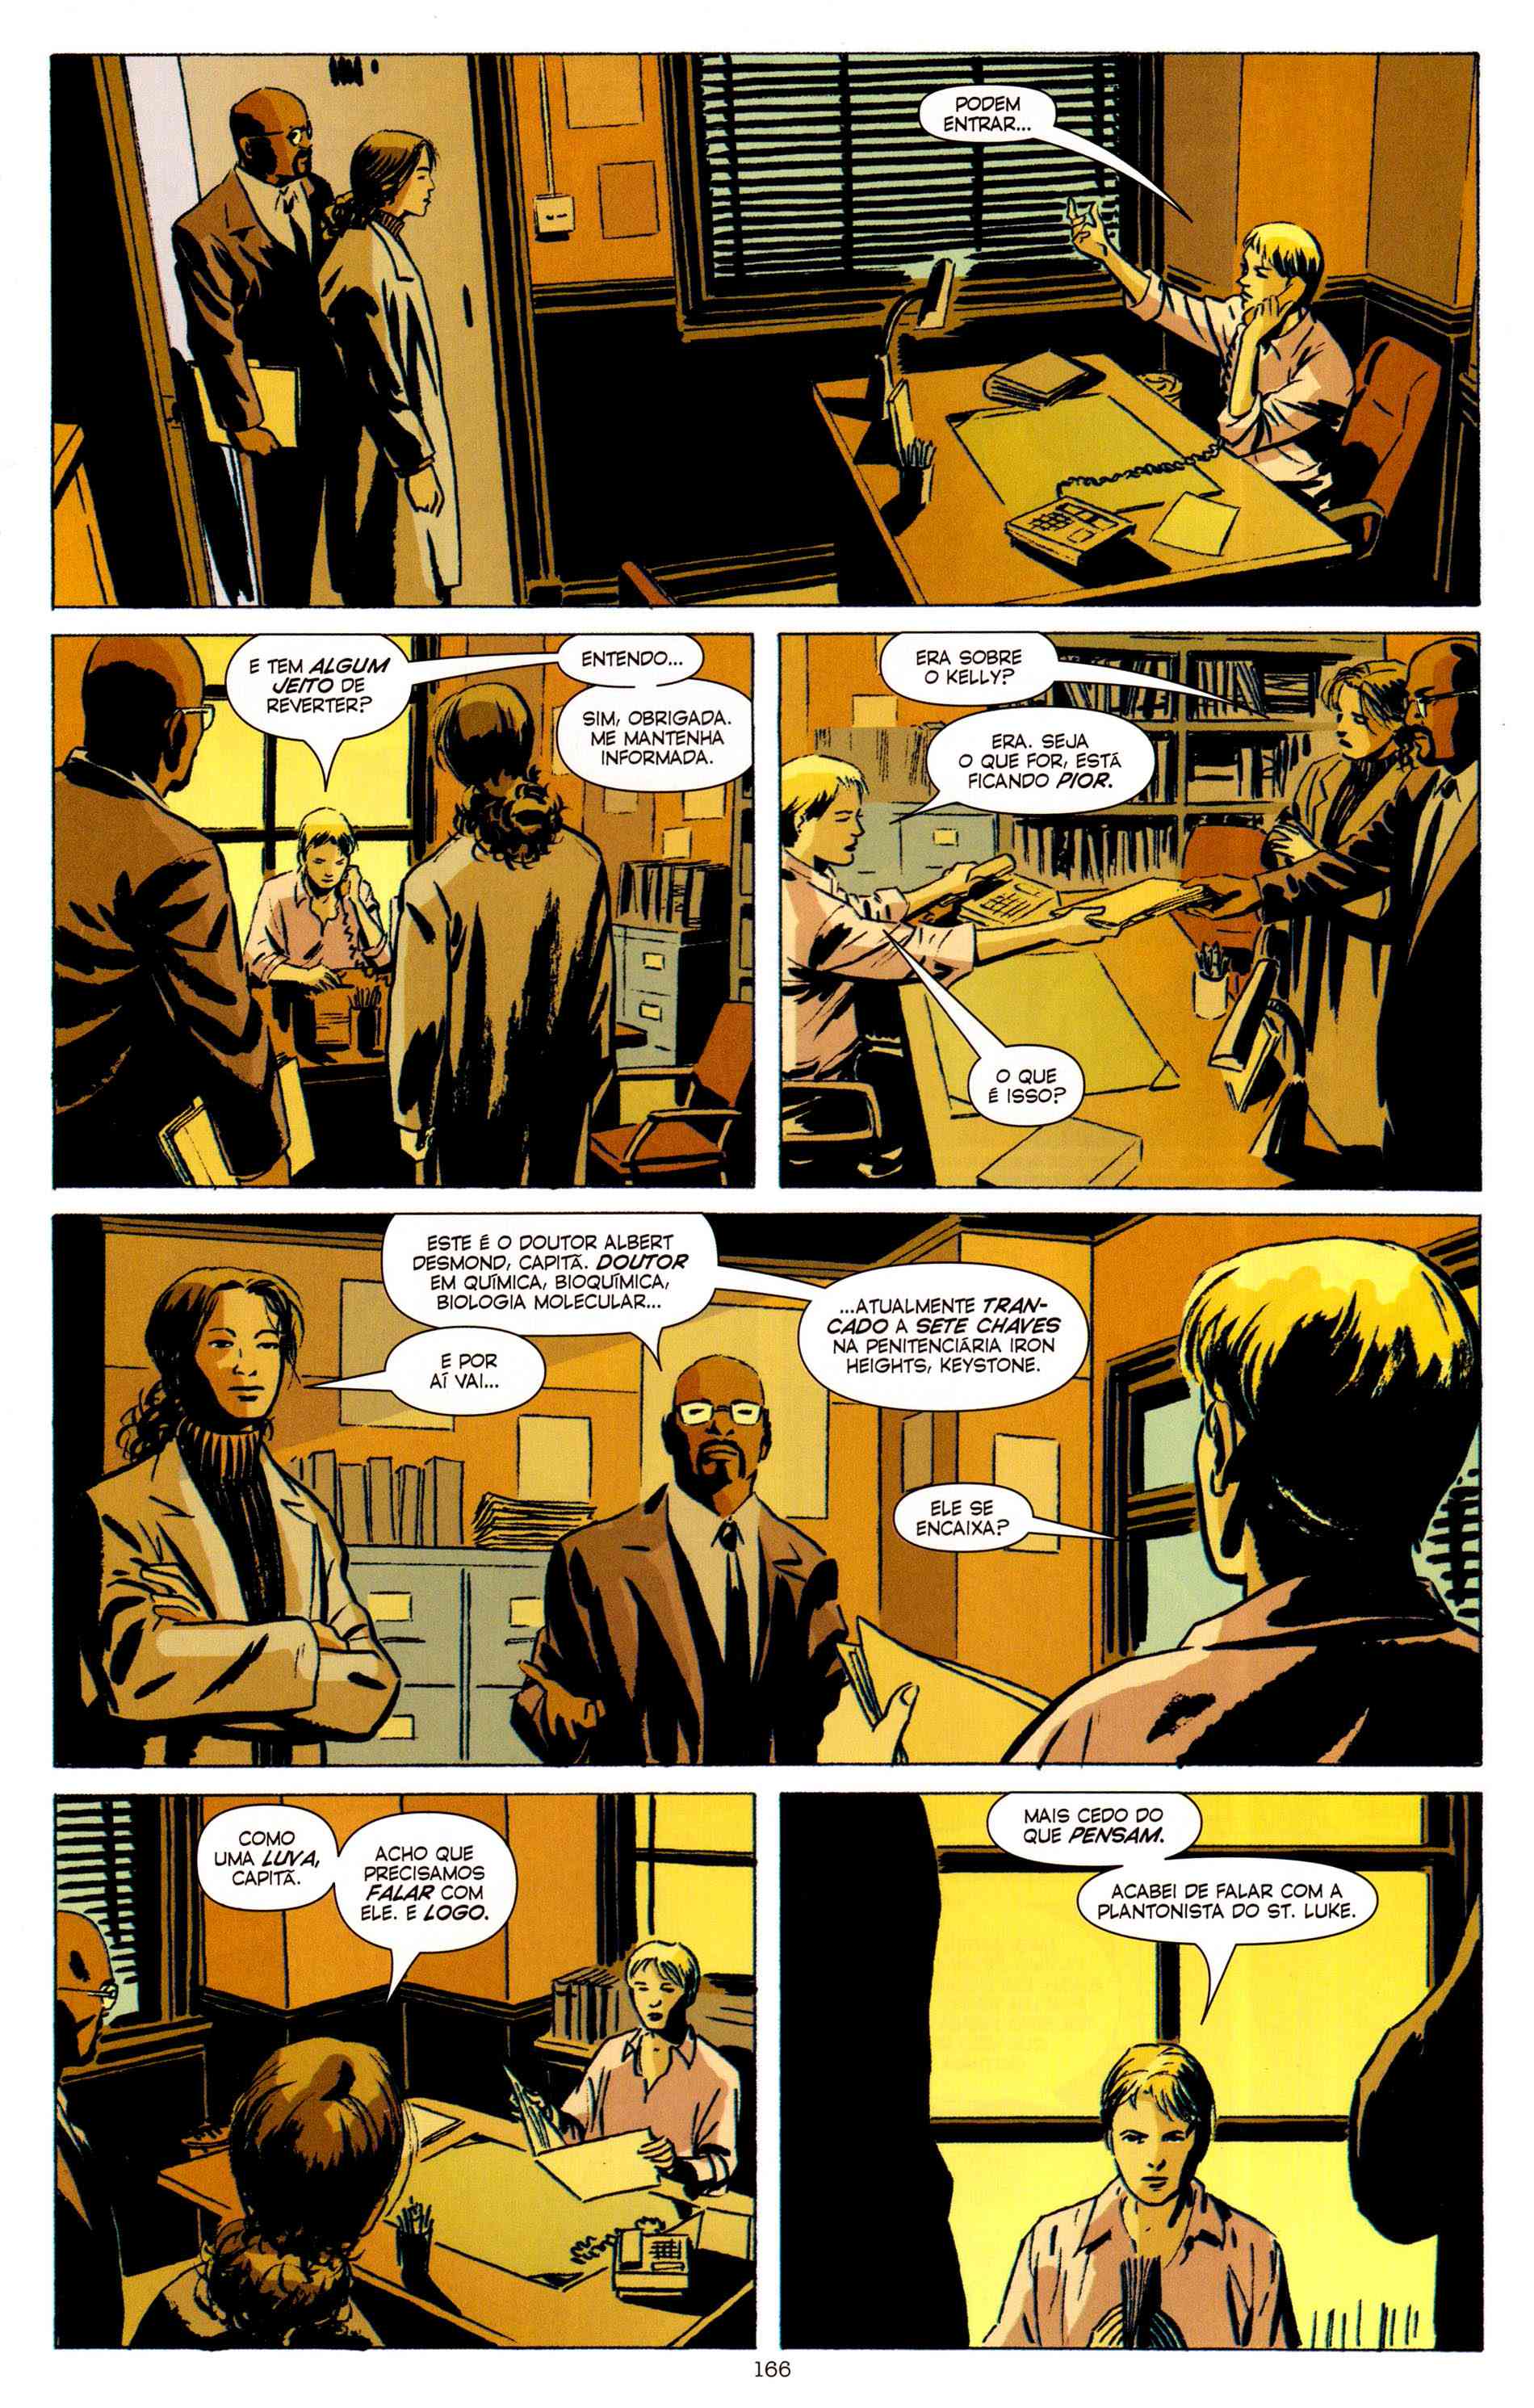 PODEM
ENTRAR...
E TEM ALGUM
JEITO DE
REVERTER?
ENTENDO...
SIM, OBRIGADA.
ME MANTENHA
INFORMADA.
ERA SOBRE
O KELLY?
ERA. SEJA
O QUE FOR, ESTÁ
FICANDO PIOR.
O QUE
É ISSO?
ESTE É O DOUTOR ALBERT
DESMOND, CAPITÃ. DOUTOR
EM QUÍMICA, BIOQUÍMICA,
BIOLOGIA MOLECULAR...
E POR
AÍ VAI...
...ATUALMENTE TRAN-
CADO A SETE CHAVES
NA PENITENCIÁRIA IRON
HEIGHTS, KEYSTONE.
ELE SE
ENCAIXA?
COMO
UMA LUVA,
CAPITÃ.
ACHO QUE
PRECISAMOS
FALAR COM
ELE. E LOGO.
MAIS CEDO DO
QUE PENSAM.
ACABEI DE FALAR COM A
PLANTONISTA DO ST. LUKE.
166